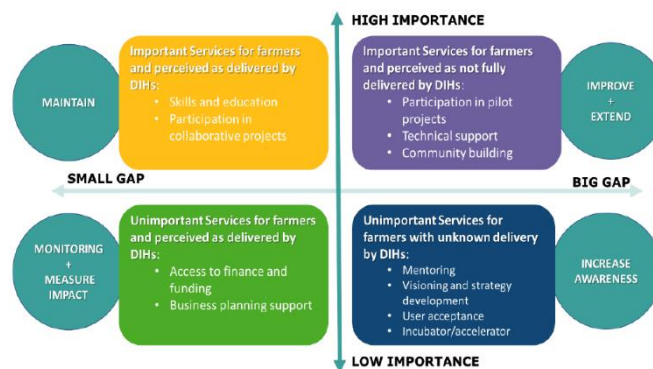 HIGH IMPORTANCE
MAINTAIN
Important Services for farmers
and perceived as delivered by
DIHs:
• Skills and education
• Participation in
collaborative projects
Important Services for farmers
and perceived as not fully
delivered by DIHs:
• Participation in pilot
projects
• Technical support
• Community building
IMPROVE
+
EXTEND
SMALL GAP
BIG GAP
MONITORING
+
MEASURE
IMPACT
Unimportant Services for farmers
and perceived as delivered by
DIHs:
• Access to finance and
funding
• Business planning support
Unimportant Services for
farmers with unknown delivery
by DIHs:
• Mentoring
• Visioning and strategy
development
• User acceptance
• Incubator/accelerator
INCREASE
AWARENESS
LOW IMPORTANCE